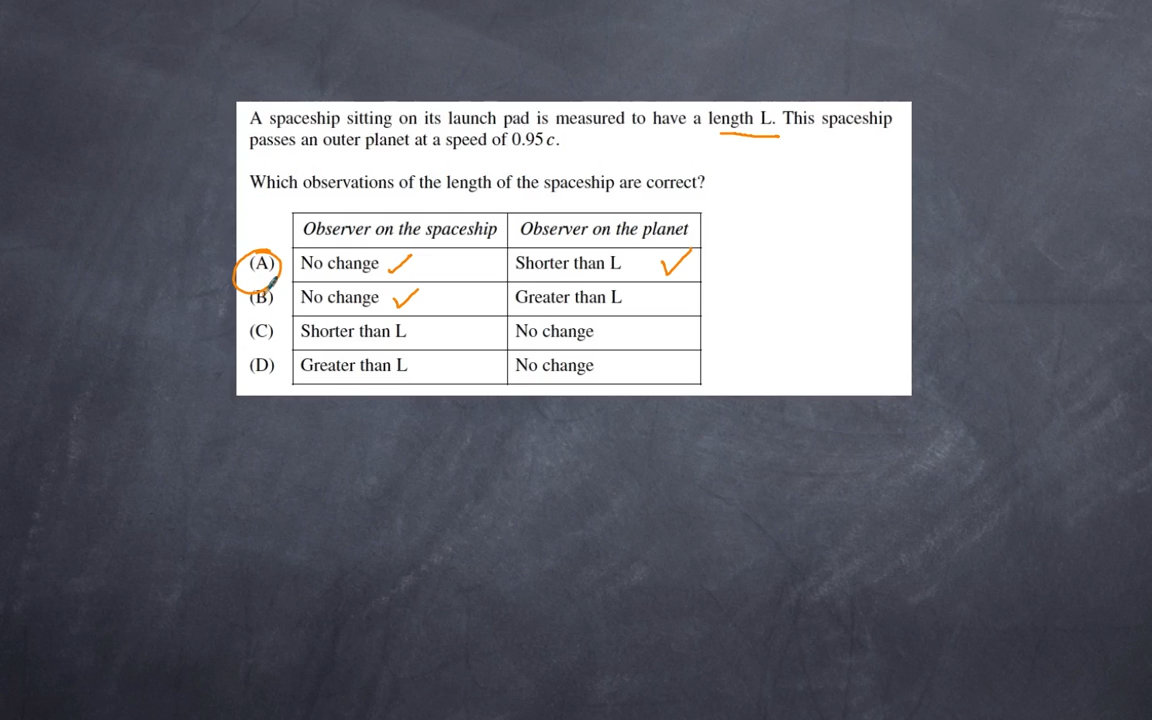 A spaceship sitting on its launch pad is measured to have a length L. This spaceship
passes an outer planet at a speed of 0.95 c.
Which observations of the length of the spaceship are correct?
Observer on the spaceship Observer on the planet
(A) No change Shorter than L
(B) No change Greater than L
(C) Shorter than L No change
(D) Greater than L No change